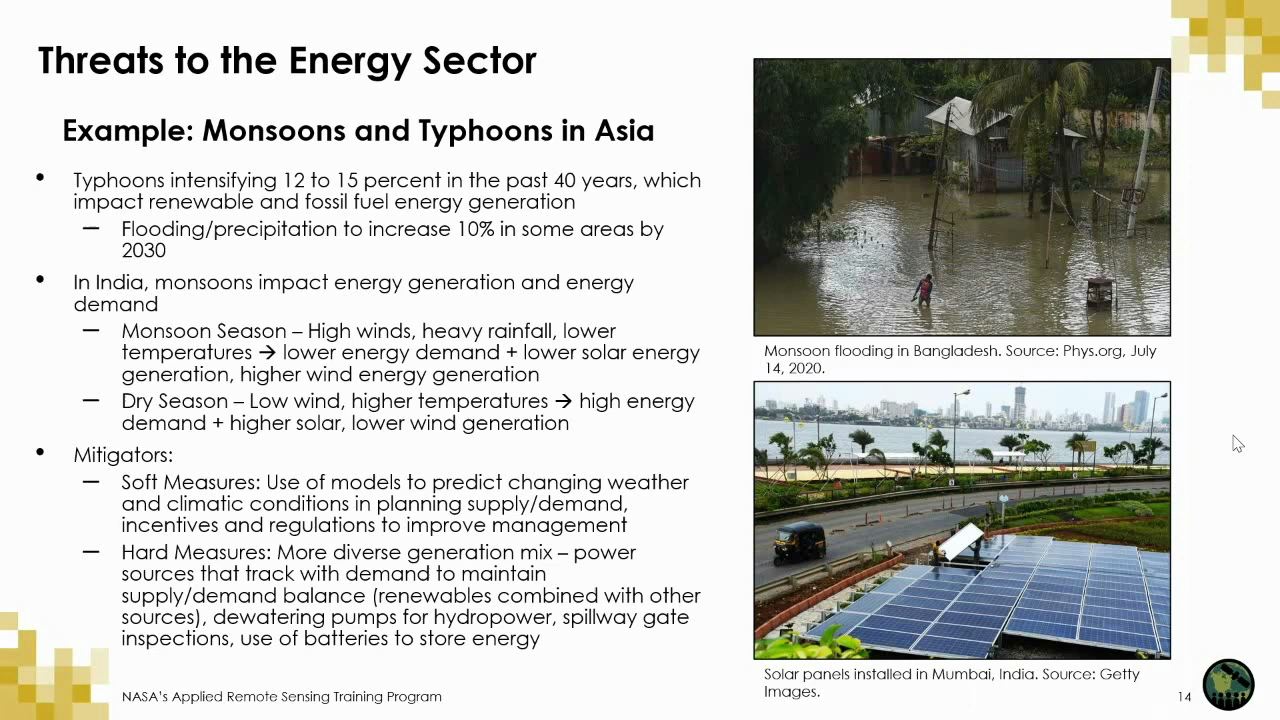 Threats to the Energy Sector
Example: Monsoons and Typhoons in Asia
• Typhoons intensifying 12 to 15 percent in the past 40 years, which
impact renewable and fossil fuel energy generation
— Flooding/precipitation to increase 10% in some areas by
2030
• In India, monsoons impact energy generation and energy
demand
— Monsoon Season – High winds, heavy rainfall, lower
temperatures → lower energy demand + lower solar energy
generation, higher wind energy generation
— Dry Season – Low wind, higher temperatures → high energy
demand + higher solar, lower wind generation
• Mitigators:
— Soft Measures: Use of models to predict changing weather
and climatic conditions in planning supply/demand,
incentives and regulations to improve management
— Hard Measures: More diverse generation mix – power
sources that track with demand to maintain
supply/demand balance (renewables combined with other
sources), dewatering pumps for hydropower, spillway gate
inspections, use of batteries to store energy
Monsoon flooding in Bangladesh. Source: Phys.org, July
14, 2020.
Solar panels installed in Mumbai, India. Source: Getty
Images.
NASA's Applied Remote Sensing Training Program
14